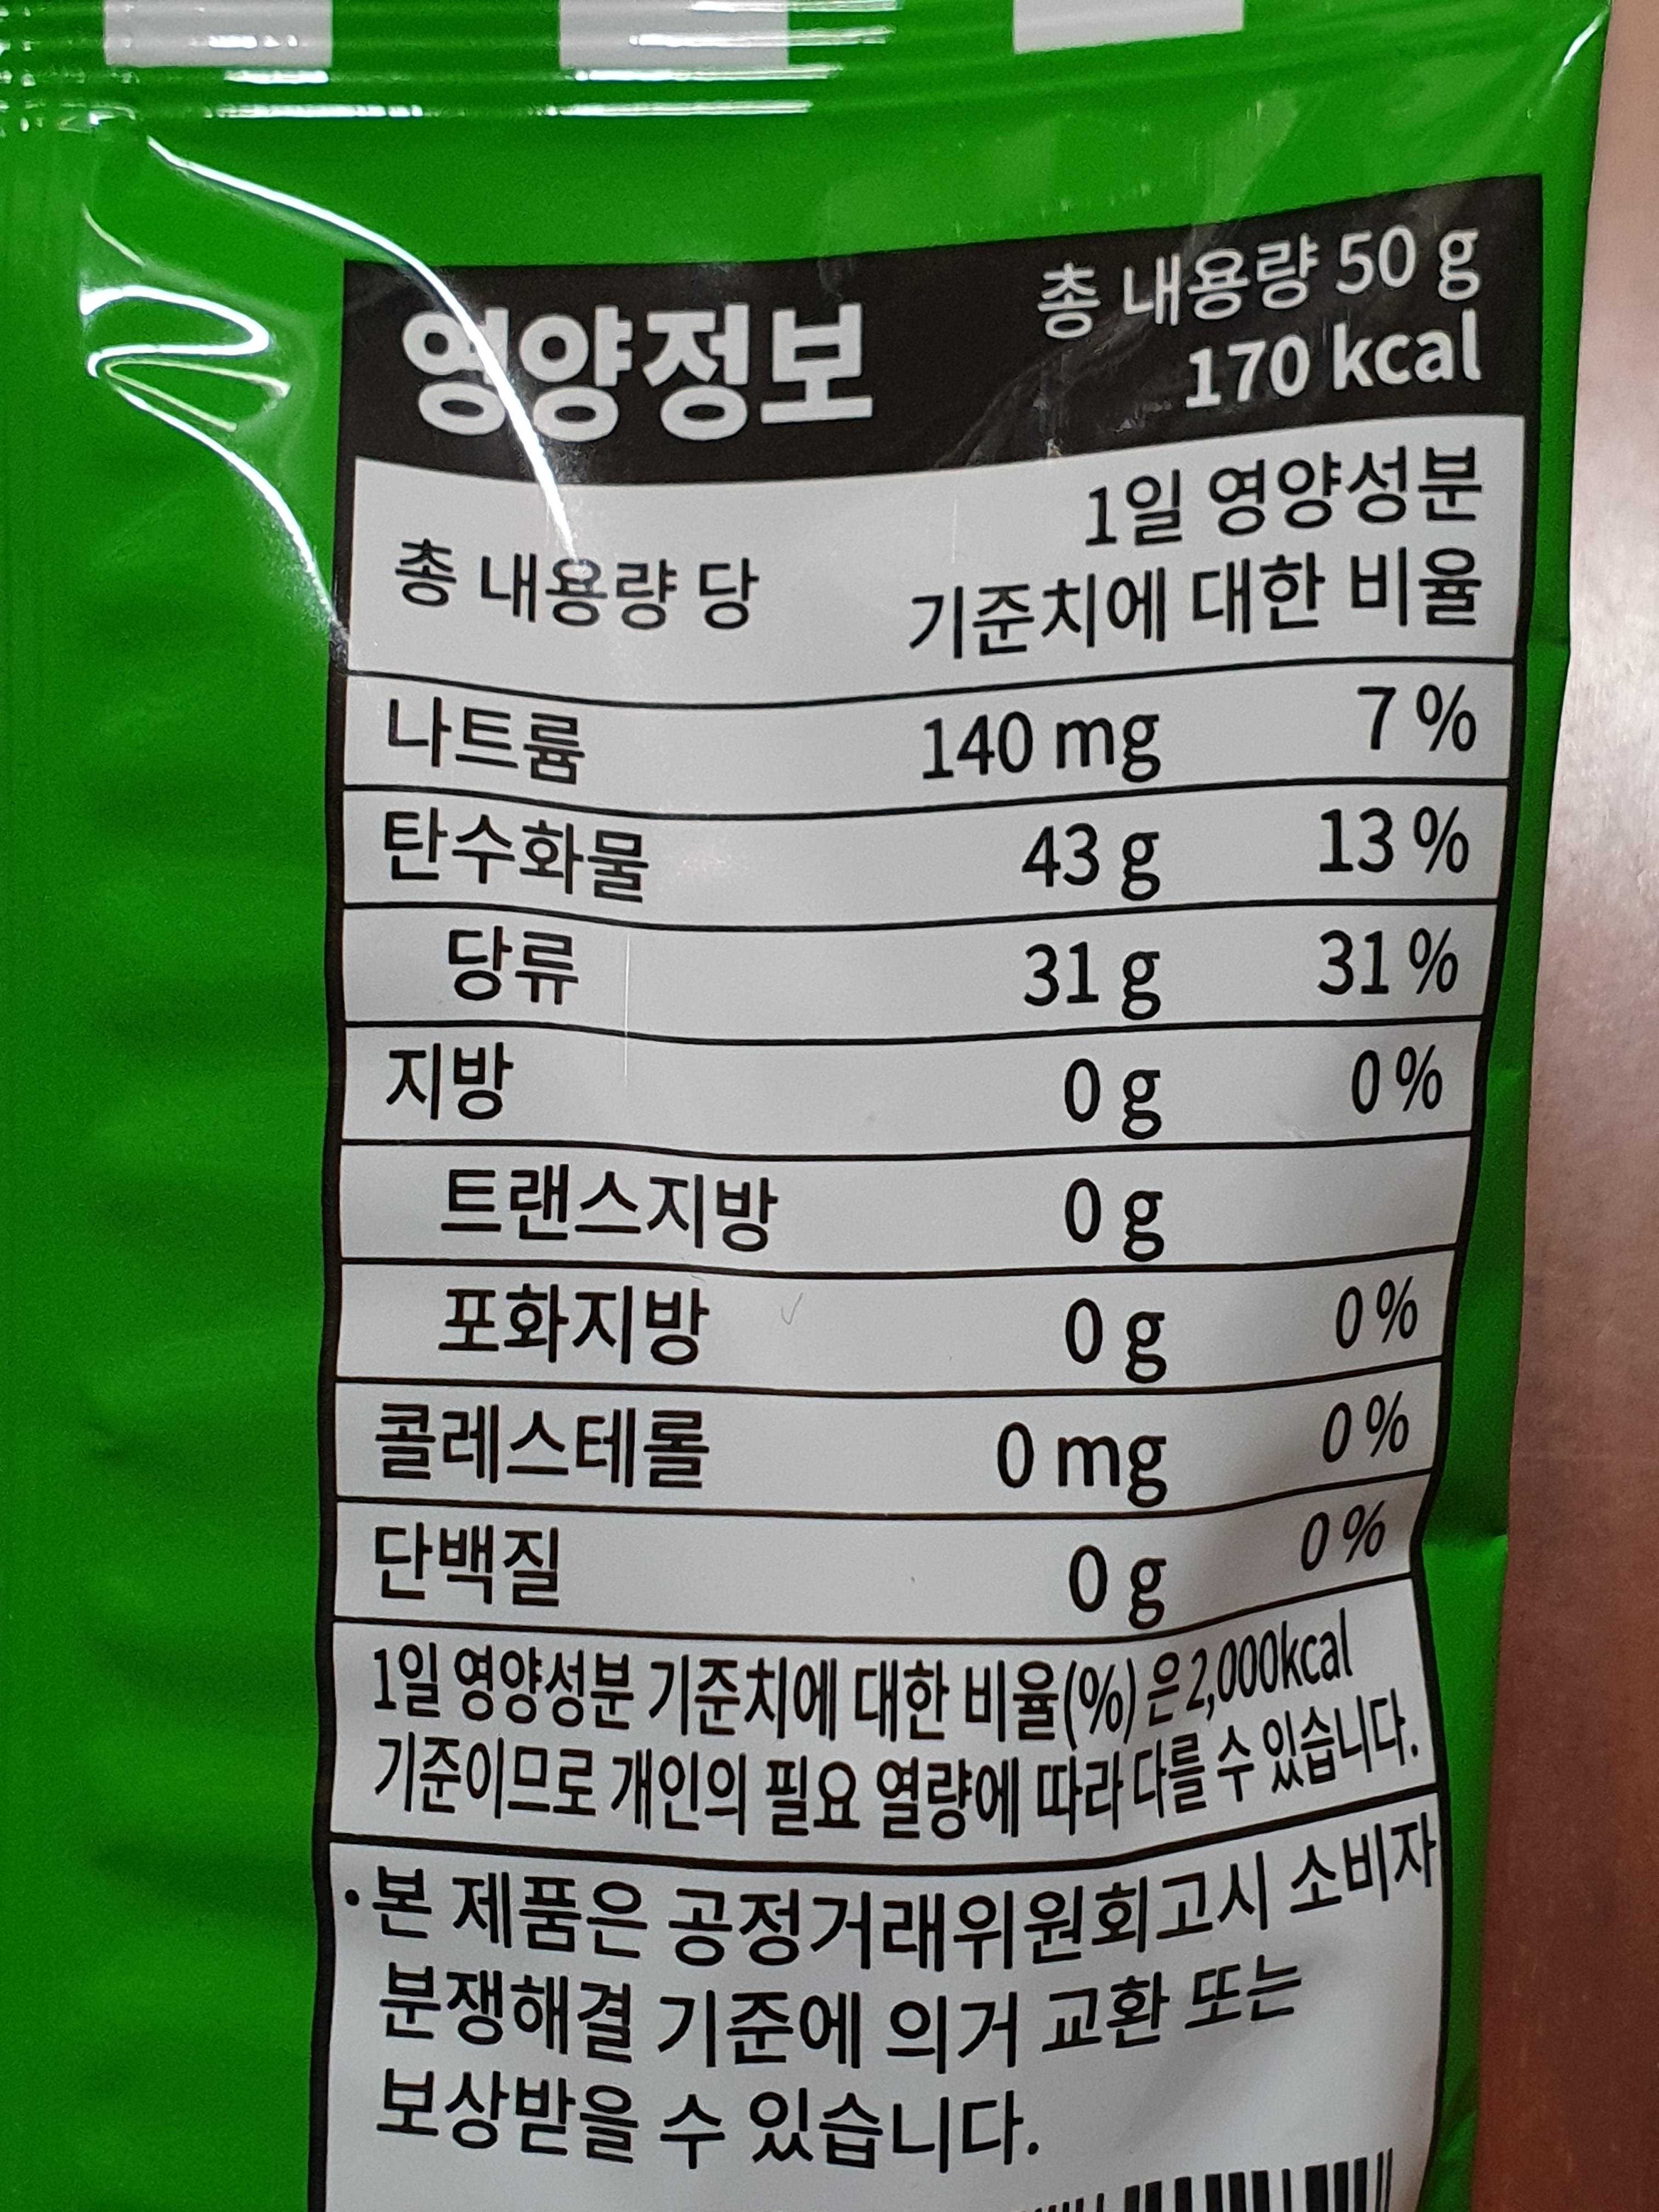 영양정보
총 내용량 50 g
170 kcal
총 내용량 당
1일 영양성분
기준치에 대한 비율
나트륨 140 mg 7 %
탄수화물 43 g 13 %
당류 31 g 31 %
지방 0 g 0 %
트랜스지방 0 g
포화지방 0 g 0 %
콜레스테롤 0 mg 0 %
단백질 0 g 0 %
1일 영양성분 기준치에 대한 비율(%)은 2,000kcal
기준이므로 개인의 필요 열량에 따라 다를 수 있습니다.
·본 제품은 공정거래위원회고시 소비자
분쟁해결 기준에 의거 교환 또는
보상받을 수 있습니다.